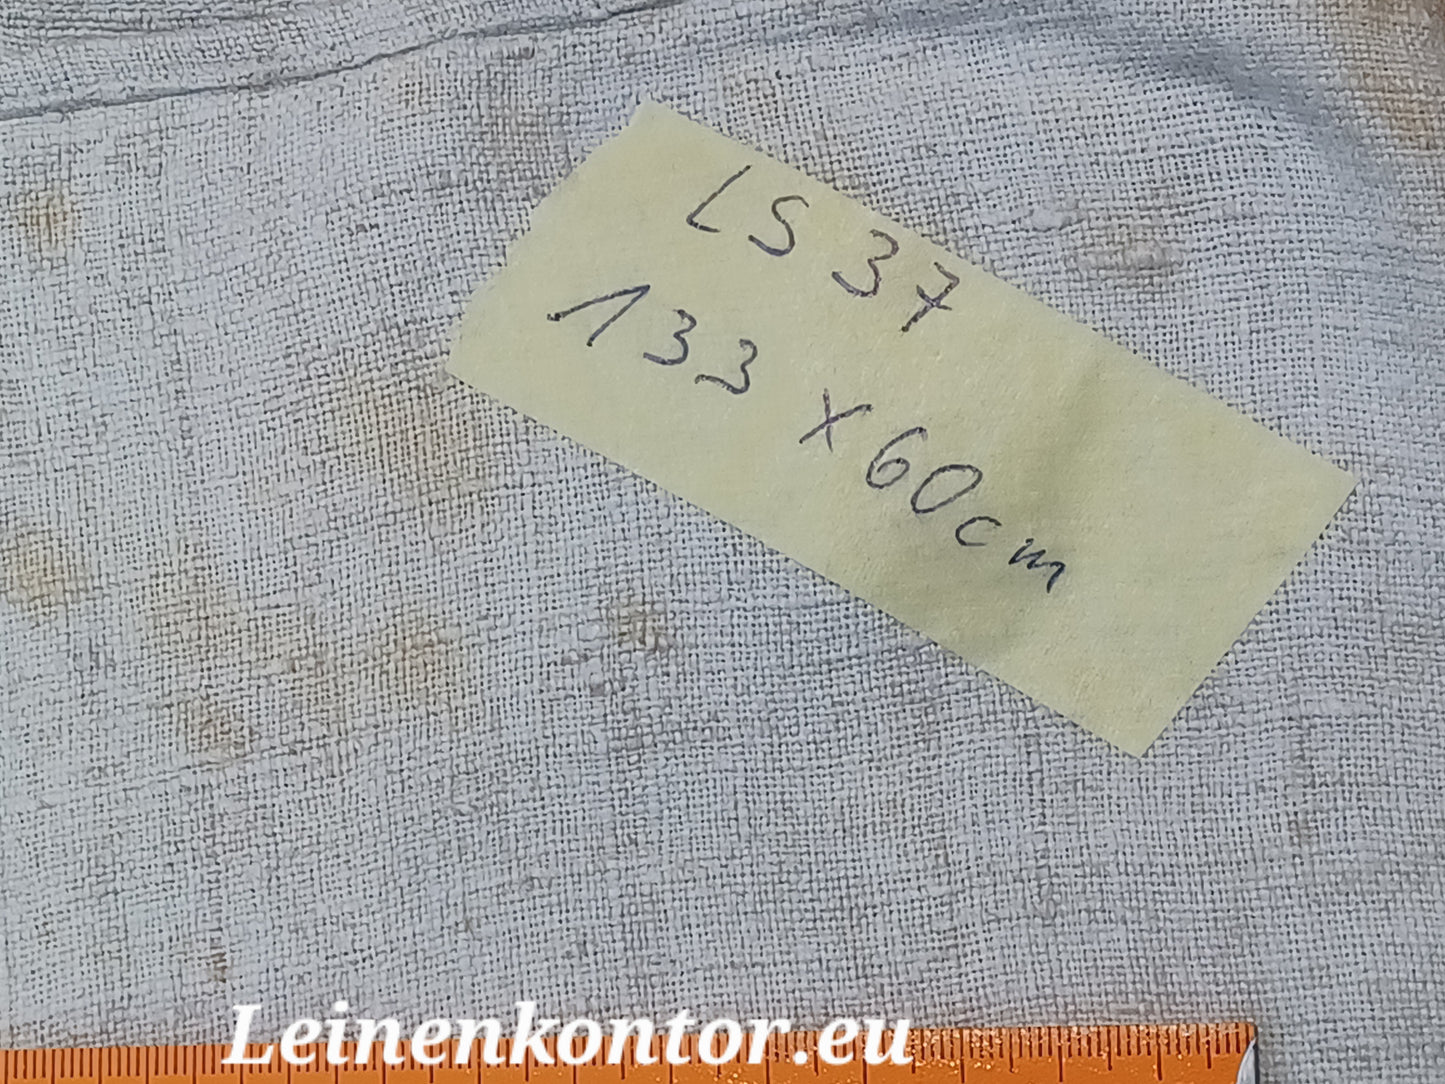 LS 37
133 x 60cm
Leinenkontor.eu